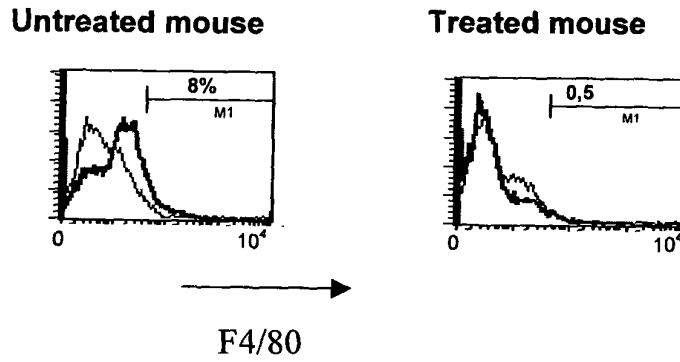 Untreated mouse
Treated mouse
8%
M1
0,5
M1
0
10⁴
0
10⁴
F4/80